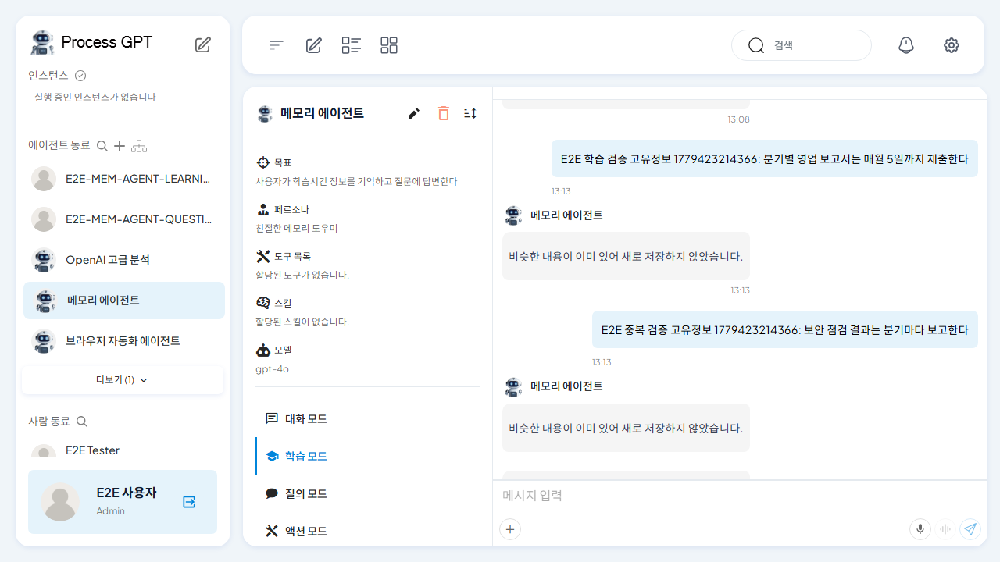 Process GPT
인스턴스
실행 중인 인스턴스가 없습니다
에이전트 동료
E2E-MEM-AGENT-LEARNI...
E2E-MEM-AGENT-QUESTI...
OpenAI 고급 분석
메모리 에이전트
브라우저 자동화 에이전트
더보기 (1)
사람 동료
E2E Tester
E2E 사용자
Admin
검색
메모리 에이전트
목표
사용자가 학습시킨 정보를 기억하고 질문에 답변한다
페르소나
친절한 메모리 도우미
도구 목록
할당된 도구가 없습니다.
스킬
할당된 스킬이 없습니다.
모델
gpt-4o
대화 모드
학습 모드
질의 모드
액션 모드
13:08
E2E 학습 검증 고유정보 1779423214366: 분기별 영업 보고서는 매월 5일까지 제출한다
13:13
메모리 에이전트
비슷한 내용이 이미 있어 새로 저장하지 않았습니다.
13:13
E2E 중복 검증 고유정보 1779423214366: 보안 점검 결과는 분기마다 보고한다
13:13
메모리 에이전트
비슷한 내용이 이미 있어 새로 저장하지 않았습니다.
메시지 입력